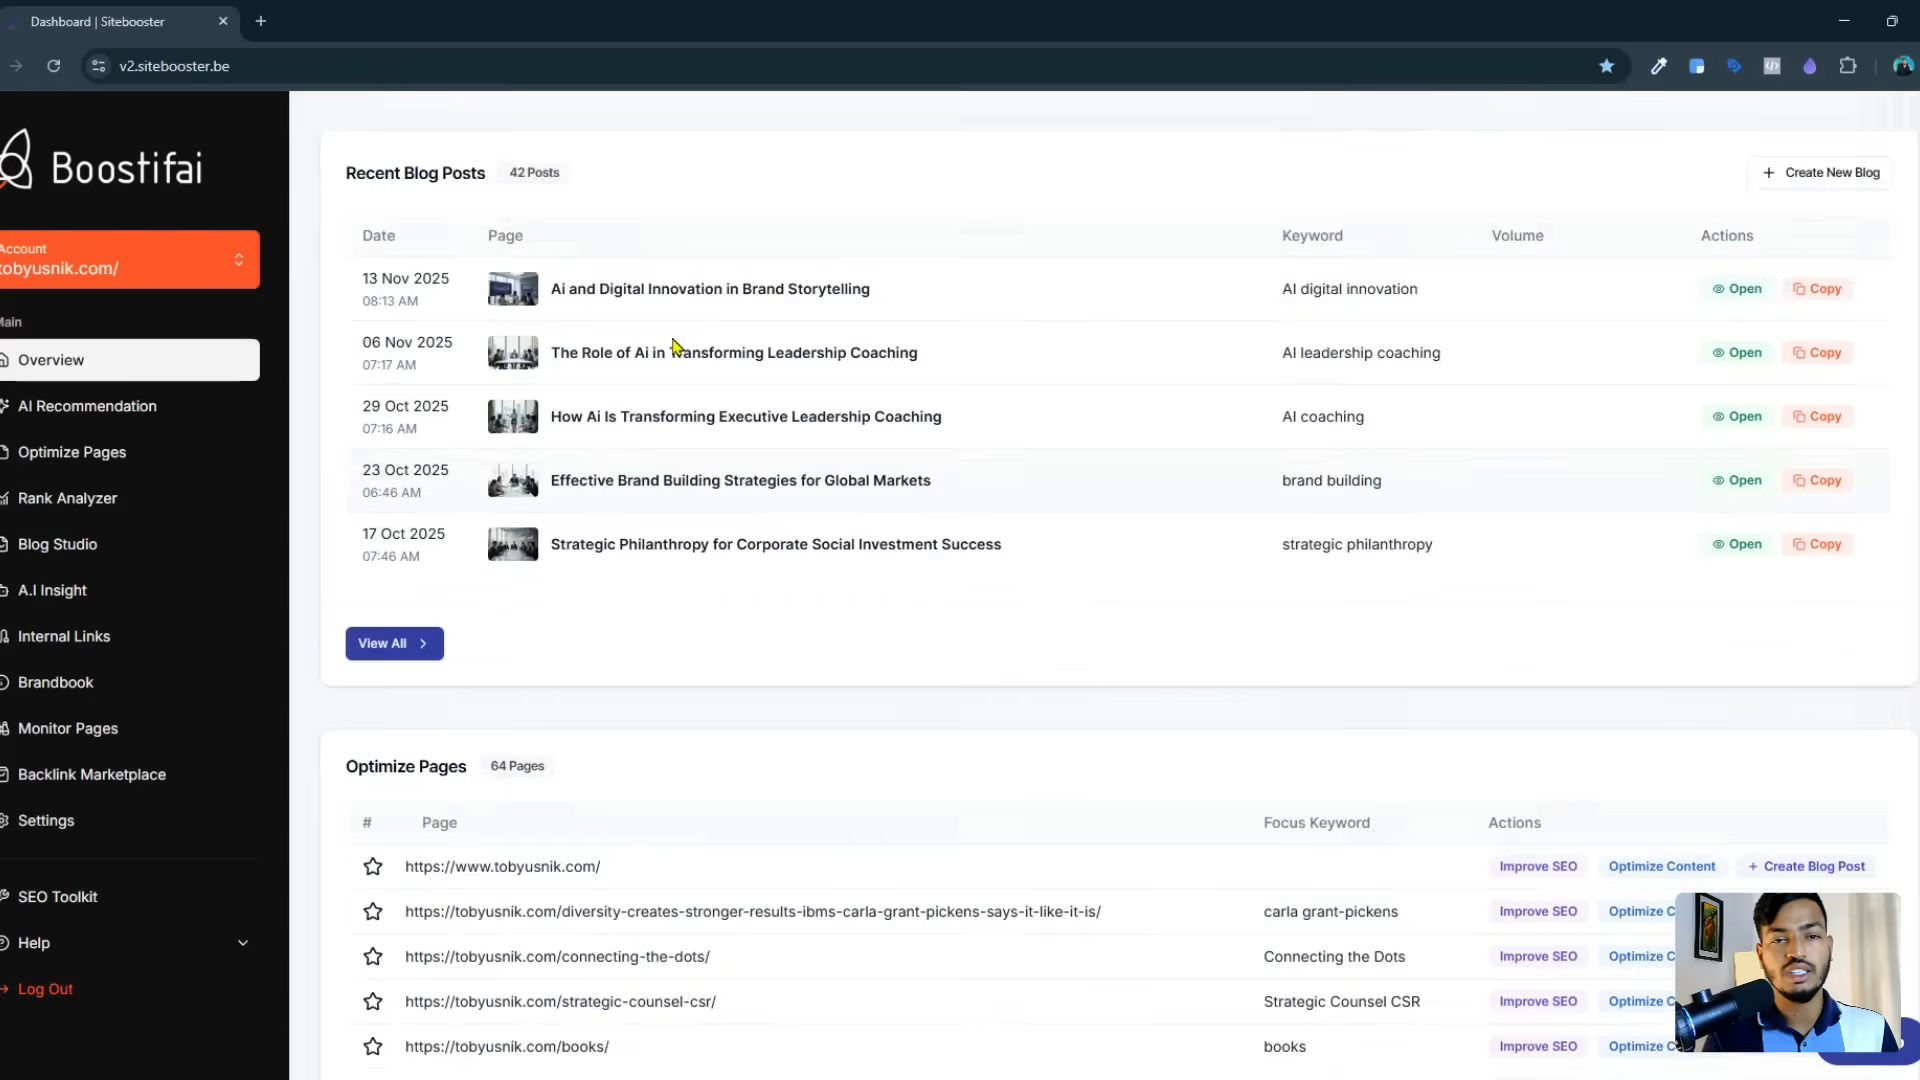 Dashboard | Sitebooster
v2.sitebooster.be
Boostifai
Account
tobyusnik.com/
Main
Overview
AI Recommendation
Optimize Pages
Rank Analyzer
Blog Studio
A.I Insight
Internal Links
Brandbook
Monitor Pages
Backlink Marketplace
Settings
SEO Toolkit
Help
Log Out
Recent Blog Posts 42 Posts + Create New Blog
Date Page Keyword Volume Actions
13 Nov 2025 08:13 AM Ai and Digital Innovation in Brand Storytelling AI digital innovation Open Copy
06 Nov 2025 07:17 AM The Role of Ai in Transforming Leadership Coaching AI leadership coaching Open Copy
29 Oct 2025 07:16 AM How Ai Is Transforming Executive Leadership Coaching AI coaching Open Copy
23 Oct 2025 06:46 AM Effective Brand Building Strategies for Global Markets brand building Open Copy
17 Oct 2025 07:46 AM Strategic Philanthropy for Corporate Social Investment Success strategic philanthropy Open Copy
View All
Optimize Pages 64 Pages
# Page Focus Keyword Actions
https://www.tobyusnik.com/ Improve SEO Optimize Content + Create Blog Post
https://tobyusnik.com/diversity-creates-stronger-results-ibms-carla-grant-pickens-says-it-like-it-is/ carla grant-pickens Improve SEO Optimize C
https://tobyusnik.com/connecting-the-dots/ Connecting the Dots Improve SEO Optimize C
https://tobyusnik.com/strategic-counsel-csr/ Strategic Counsel CSR Improve SEO Optimize C
https://tobyusnik.com/books/ books Improve SEO Optimize C